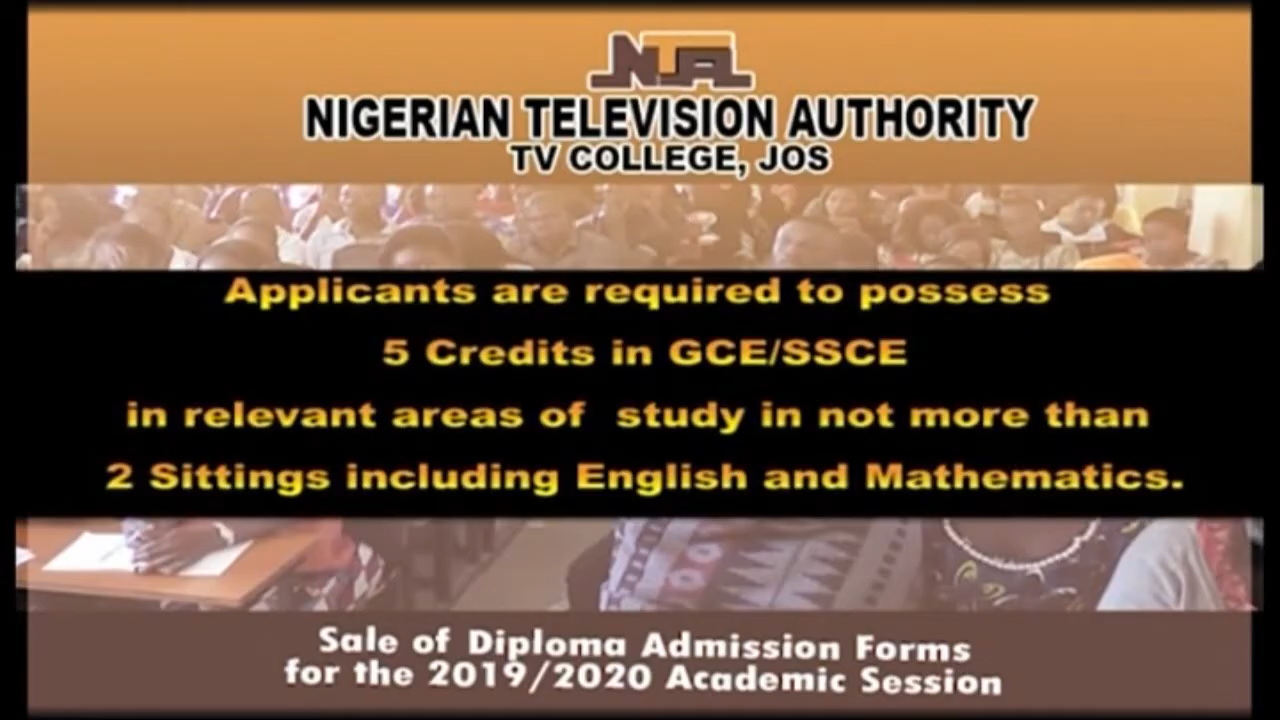 NTA
NIGERIAN TELEVISION AUTHORITY
TV COLLEGE, JOS
Applicants are required to possess
5 Credits in GCE/SSCE
in relevant areas of study in not more than
2 Sittings including English and Mathematics.
Sale of Diploma Admission Forms
for the 2019/2020 Academic Session